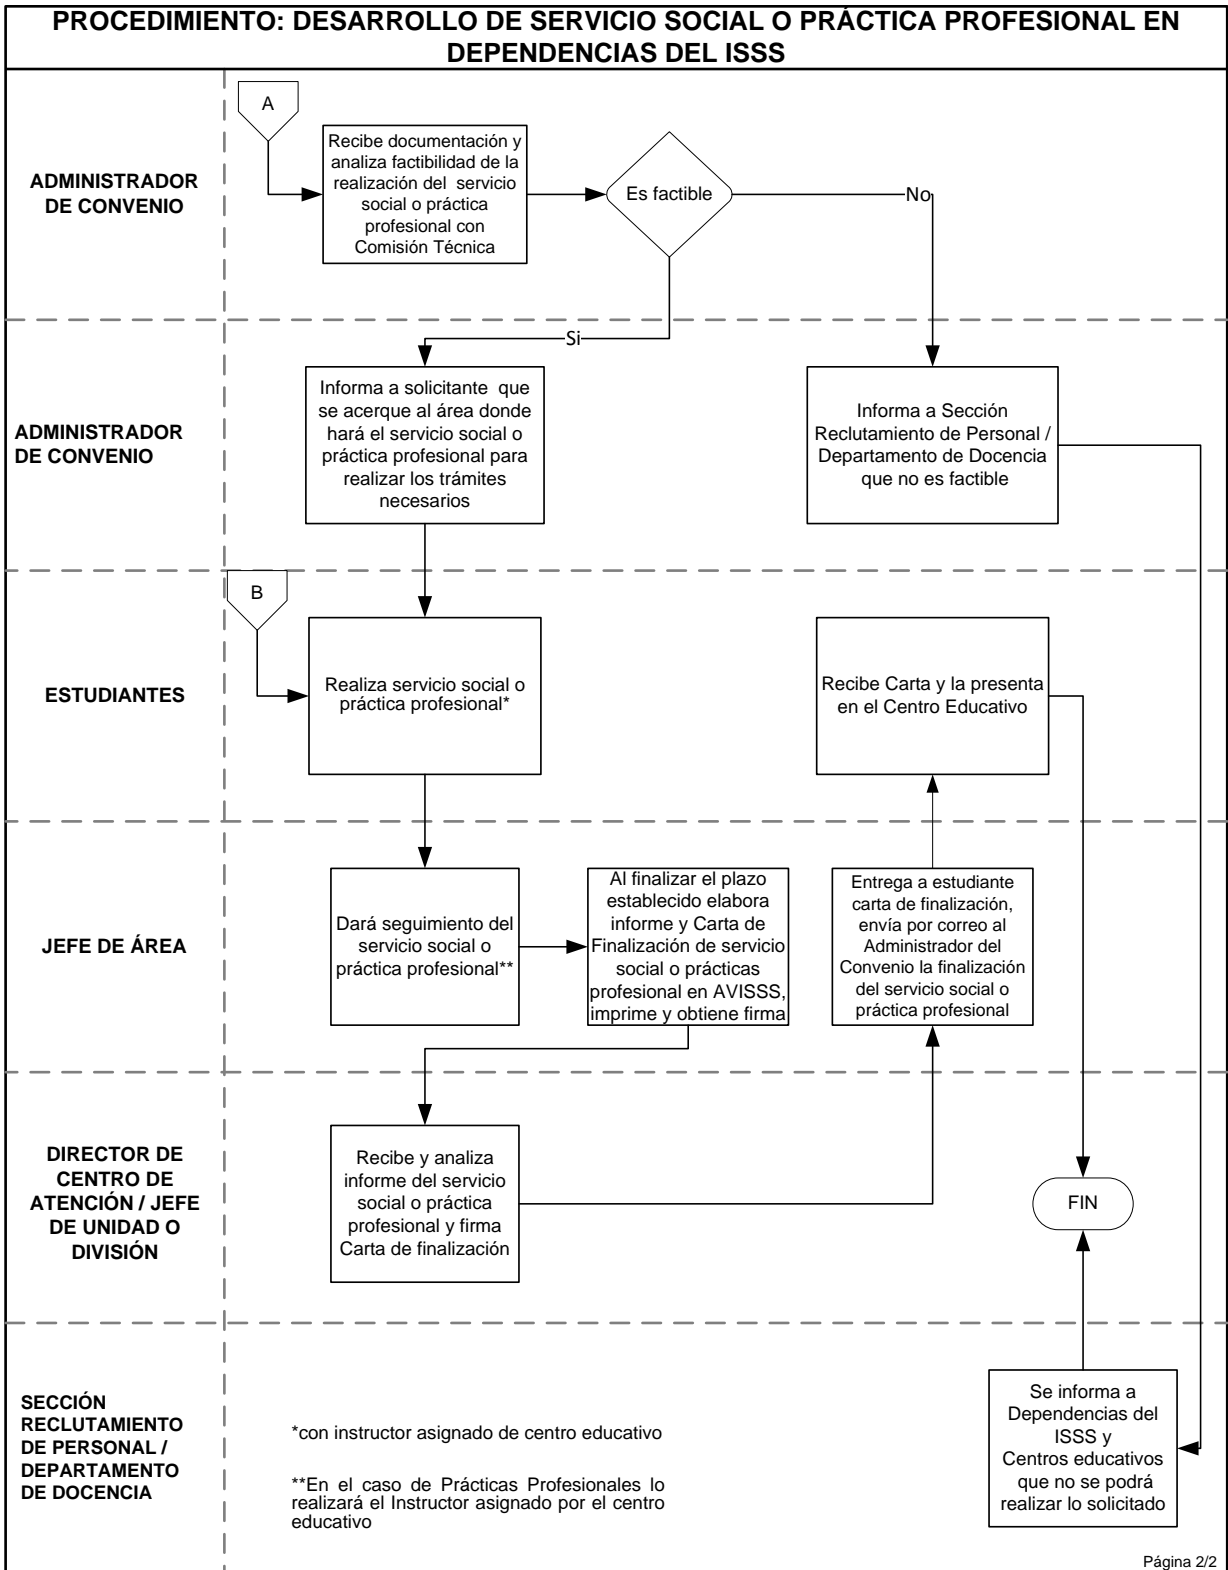 PROCEDIMIENTO: DESARROLLO DE SERVICIO SOCIAL O PRÁCTICA PROFESIONAL EN
DEPENDENCIAS DEL ISSS
ADMINISTRADOR
DE CONVENIO
A
Recibe documentación y
analiza factibilidad de la
realización del servicio
social o práctica
profesional con
Comisión Técnica
Es factible
No
Si
ADMINISTRADOR
DE CONVENIO
Informa a solicitante que
se acerque al área donde
hará el servicio social o
práctica profesional para
realizar los trámites
necesarios
Informa a Sección
Reclutamiento de Personal /
Departamento de Docencia
que no es factible
ESTUDIANTES
B
Realiza servicio social o
práctica profesional*
Recibe Carta y la presenta
en el Centro Educativo
JEFE DE ÁREA
Dará seguimiento del
servicio social o
práctica profesional**
Al finalizar el plazo
establecido elabora
informe y Carta de
Finalización de servicio
social o prácticas
profesional en AVISSS,
imprime y obtiene firma
Entrega a estudiante
carta de finalización,
envía por correo al
Administrador del
Convenio la finalización
del servicio social o
práctica profesional
DIRECTOR DE
CENTRO DE
ATENCIÓN / JEFE
DE UNIDAD O
DIVISIÓN
Recibe y analiza
informe del servicio
social o práctica
profesional y firma
Carta de finalización
FIN
SECCIÓN
RECLUTAMIENTO
DE PERSONAL /
DEPARTAMENTO
DE DOCENCIA
*con instructor asignado de centro educativo
**En el caso de Prácticas Profesionales lo
realizará el Instructor asignado por el centro
educativo
Se informa a
Dependencias del
ISSS y
Centros educativos
que no se podrá
realizar lo solicitado
Página 2/2